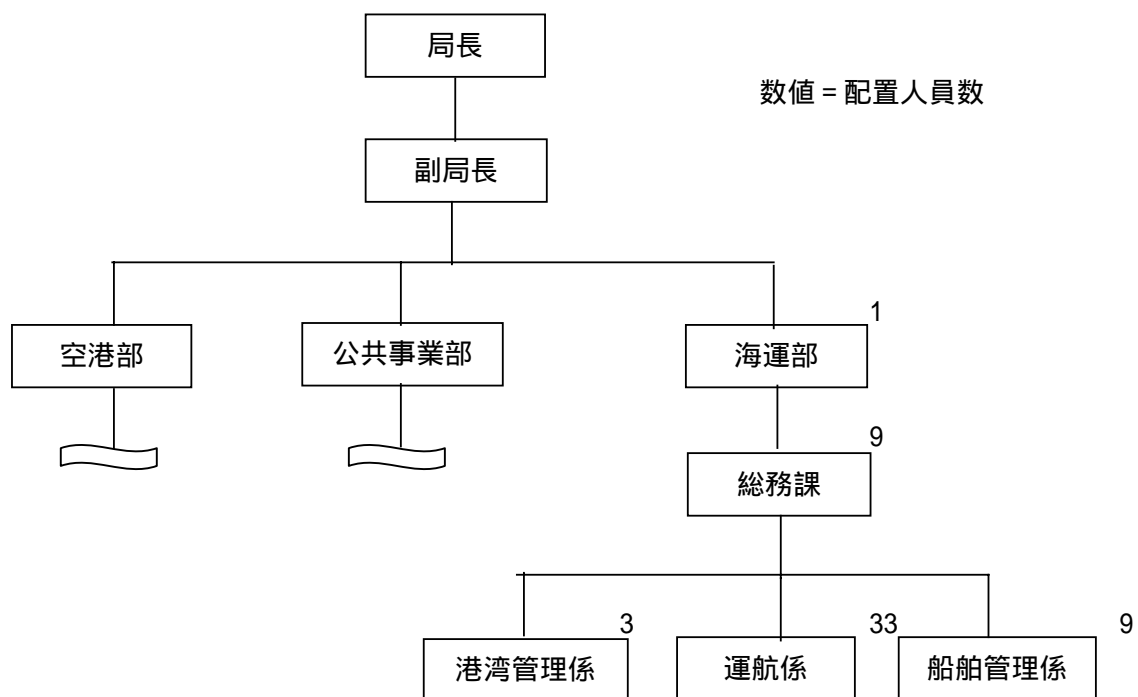 局長
数値 = 配置人員数
副局長
1
空港部
公共事業部
海運部
9
総務課
3
33
9
港湾管理係
運航係
船舶管理係